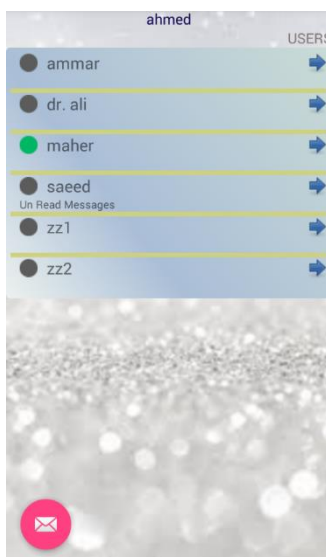 ahmed
USERS
ammar
dr. ali
maher
saeed
Un Read Messages
zz1
zz2